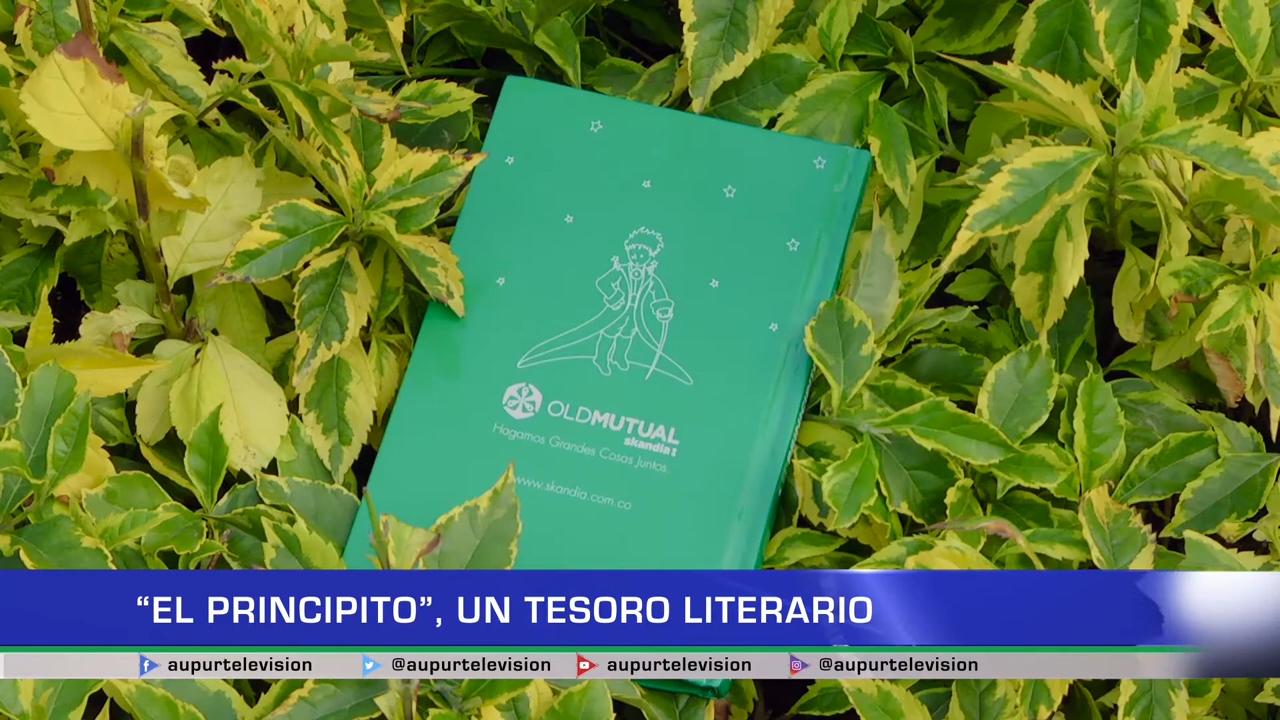 OLDMUTUAL
skandia:
Hagamos Grandes Cosas Juntos.
www.skandia.com.co
“EL PRINCIPITO”, UN TESORO LITERARIO
aupurtelevision @aupurtelevision aupurtelevision @aupurtelevision